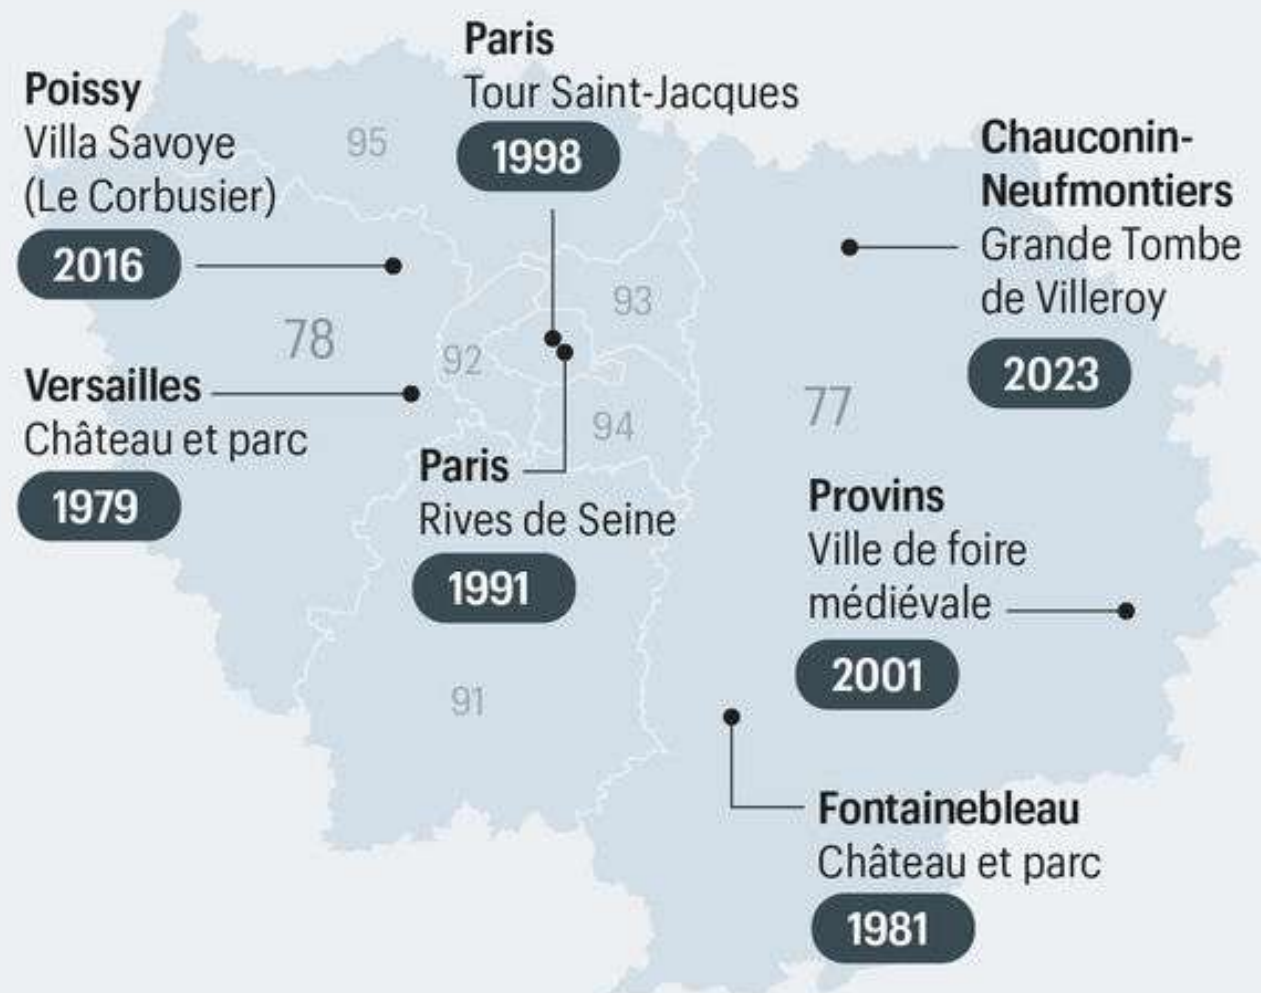 Poissy
Villa Savoye
(Le Corbusier)
2016
Paris
Tour Saint-Jacques
1998
95
Chauconin-
Neufmontiers
Grande Tombe
de Villeroy
2023
93
78
92
77
94
Versailles
Château et parc
1979
Paris
Rives de Seine
1991
Provins
Ville de foire
médiévale
2001
91
Fontainebleau
Château et parc
1981